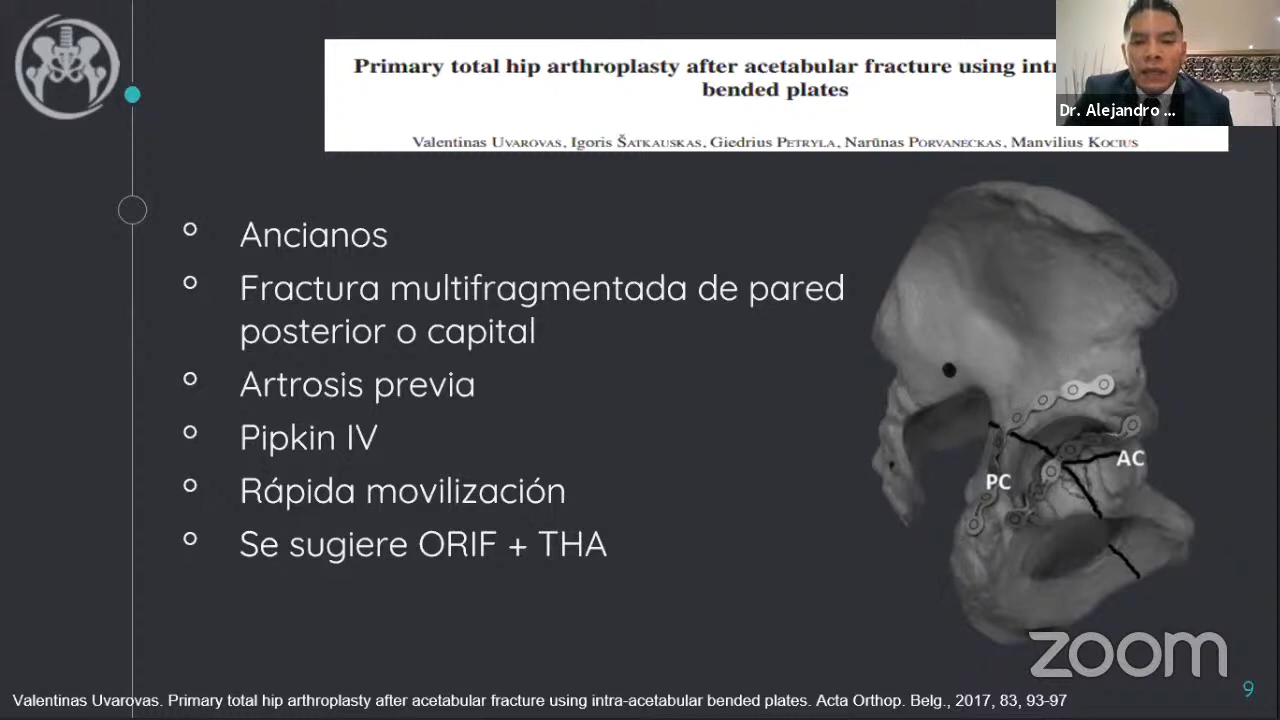 Primary total hip arthroplasty after acetabular fracture using
bended plates
Valentinas UVAROVAS, Igoris ŠATKAUSKAS, Giedrius PETRYLA, Narūnas PORVANECKAS, Manvilius KOCIUS
Dr. Alejandro ...
Ancianos
Fractura multifragmentada de pared
posterior o capital
Artrosis previa
Pipkin IV
Rápida movilización
Se sugiere ORIF + THA
AC
PC
zoom
9
Valentinas Uvarovas. Primary total hip arthroplasty after acetabular fracture using intra-acetabular bended plates. Acta Orthop. Belg., 2017, 83, 93-97